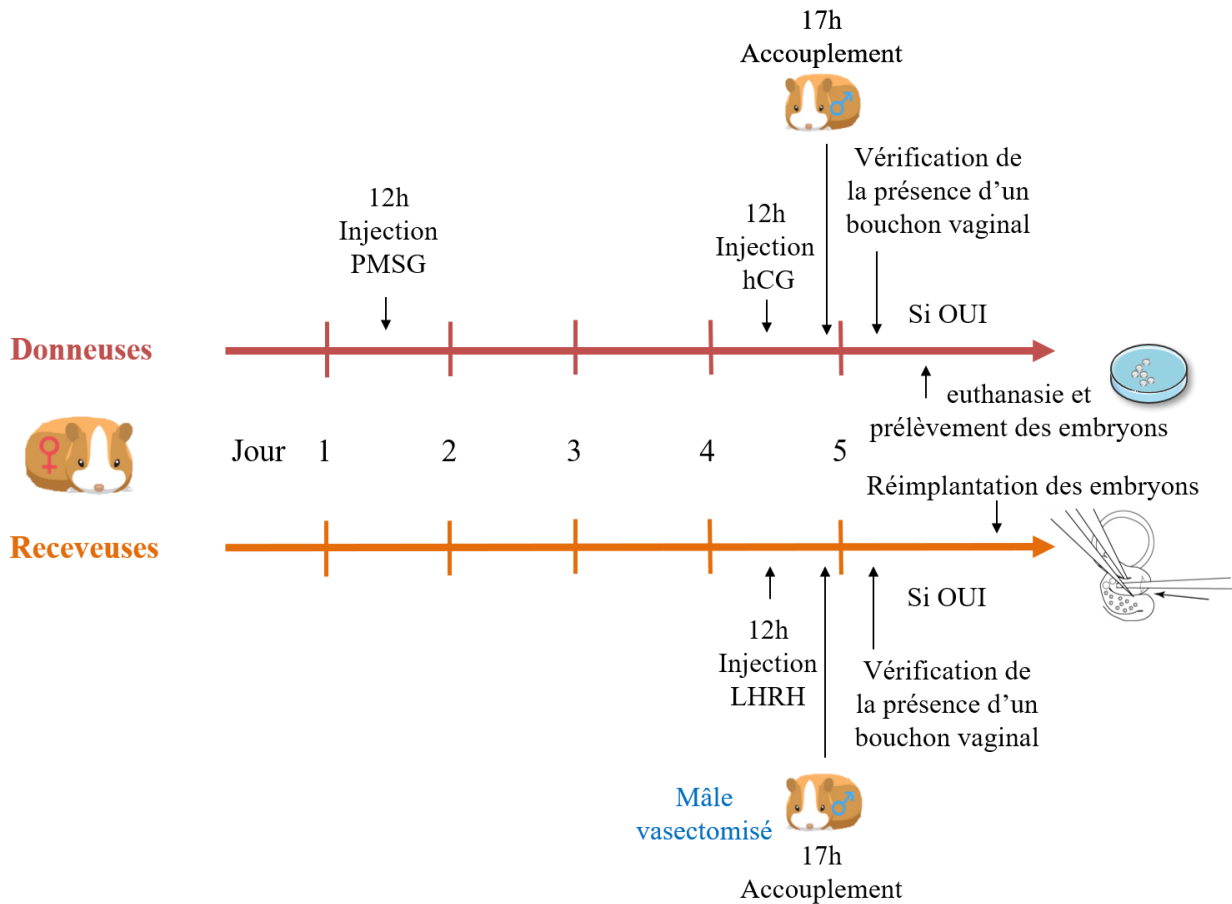 17h
Accouplement
♂
Vérification de
la présence d’un
bouchon vaginal
12h
Injection
PMSG
12h
Injection
hCG
Si OUI
Donneuses
euthanasie et
prélèvement des embryons
♀
Jour 1 2 3 4 5
Réimplantation des embryons
Receveuses
Si OUI
12h
Injection
LHRH
Vérification de
la présence d’un
bouchon vaginal
Mâle
vasectomisé
♂
17h
Accouplement